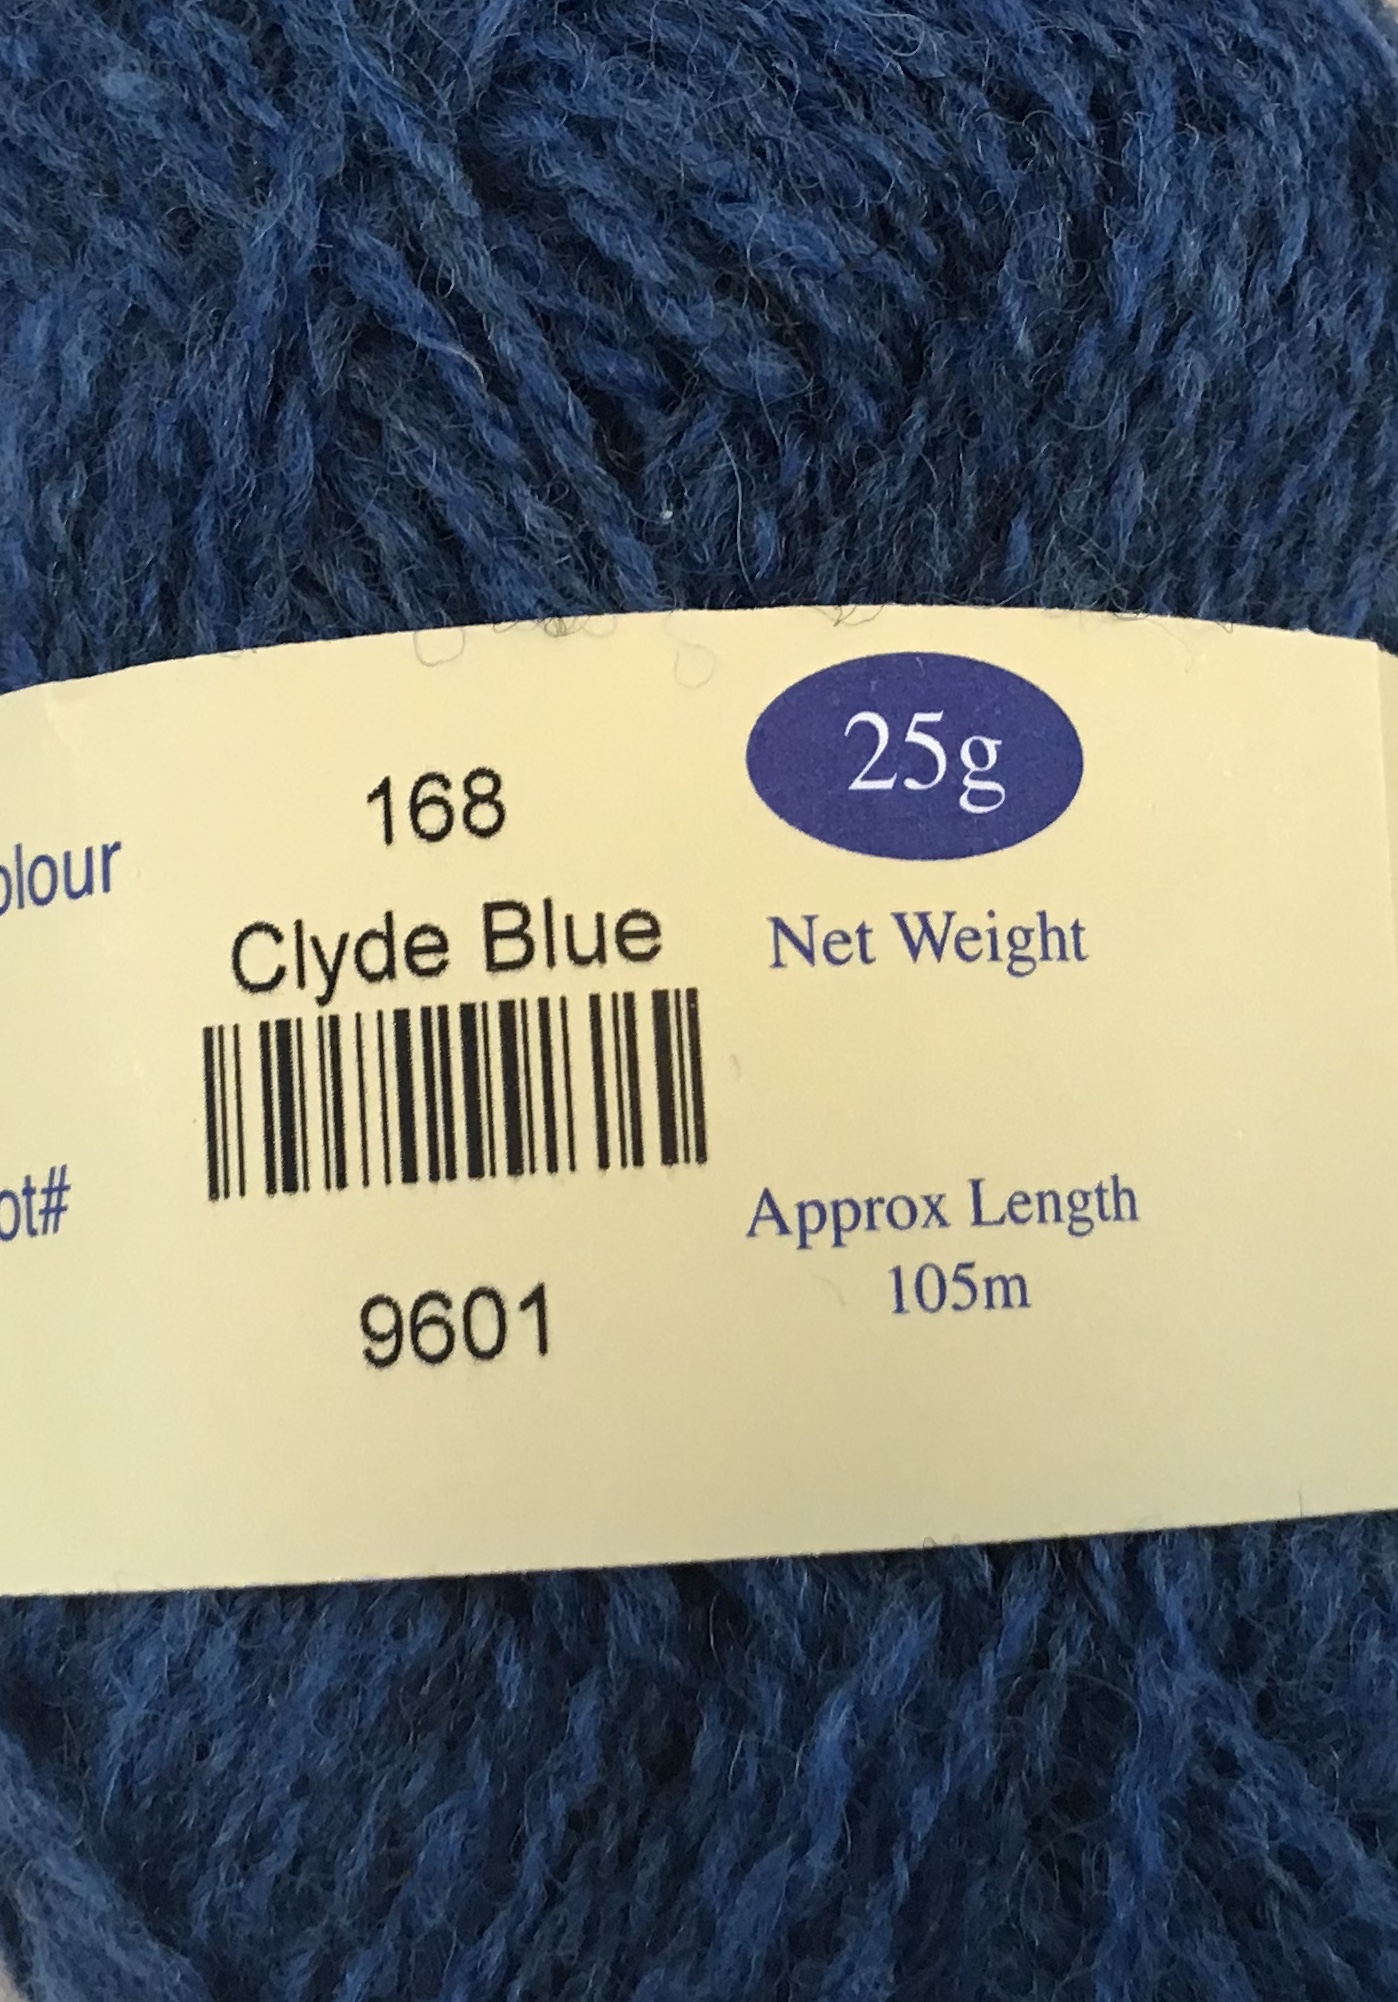 168
olour
Clyde Blue
ot#
9601
25g
Net Weight
Approx Length
105m